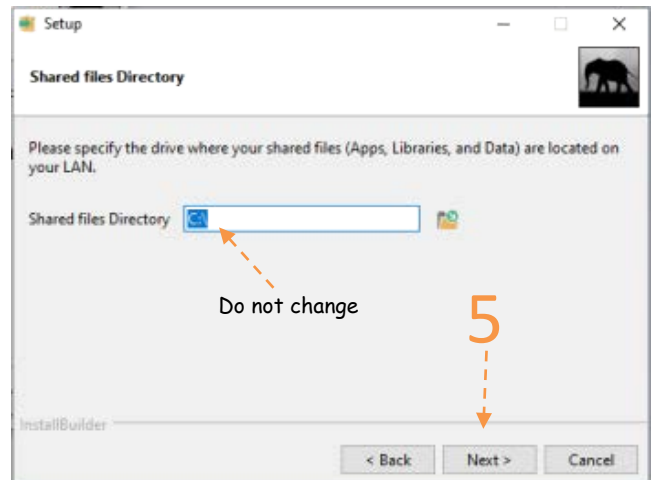 Setup
Shared files Directory
Please specify the drive where your shared files (Apps, Libraries, and Data) are located on
your LAN.
Shared files Directory C:\
Do not change
5
InstallBuilder
< Back Next > Cancel